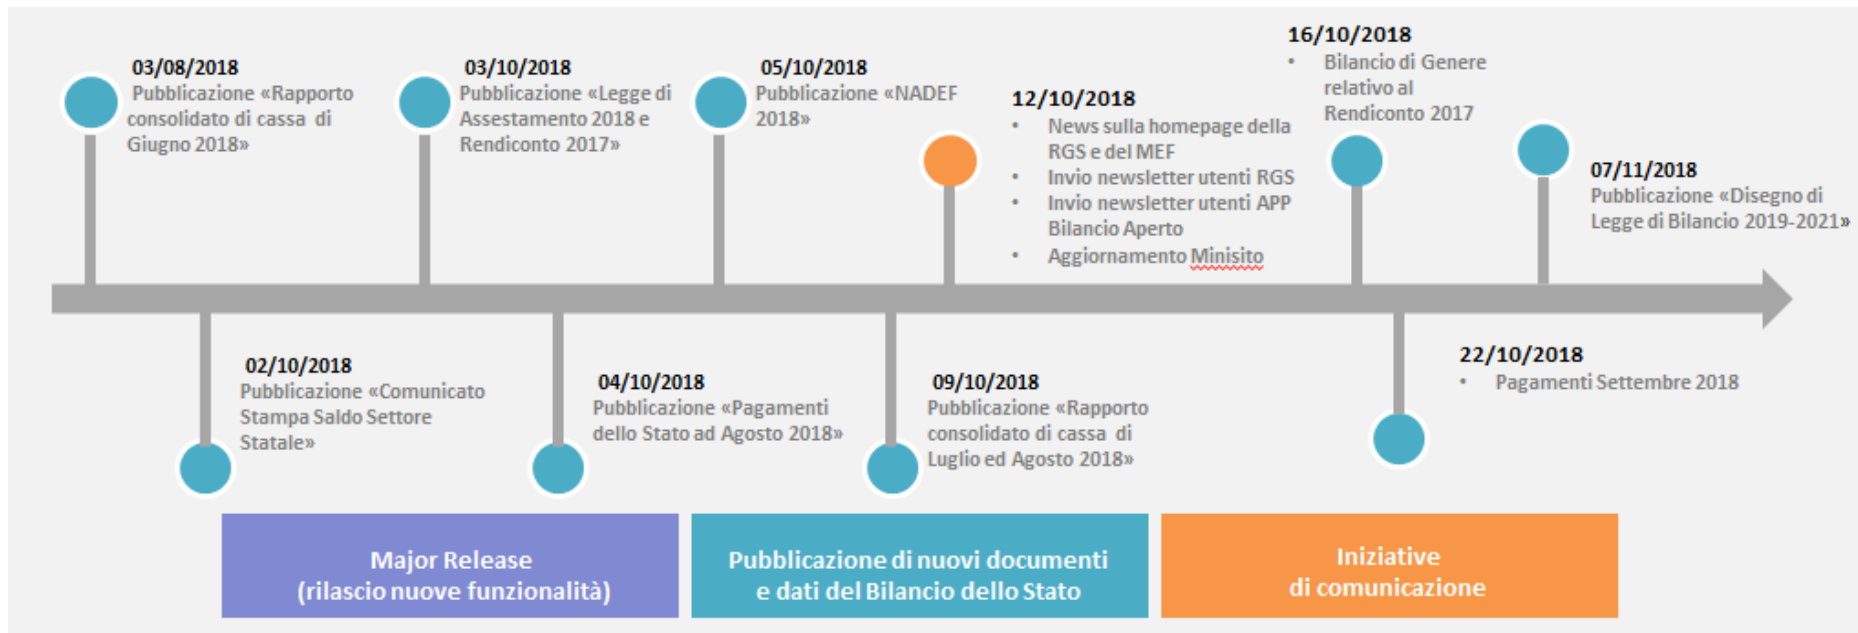 03/08/2018
Pubblicazione «Rapporto
consolidato di cassa di
Giugno 2018»
03/10/2018
Pubblicazione «Legge di
Assestamento 2018 e
Rendiconto 2017»
05/10/2018
Pubblicazione «NADEF
2018»
12/10/2018
• News sulla homepage della
RGS e del MEF
• Invio newsletter utenti RGS
• Invio newsletter utenti APP
Bilancio Aperto
• Aggiornamento Minisito
16/10/2018
• Bilancio di Genere
relativo al
Rendiconto 2017
07/11/2018
Pubblicazione «Disegno di
Legge di Bilancio 2019-2021»
02/10/2018
Pubblicazione «Comunicato
Stampa Saldo Settore
Statale»
04/10/2018
Pubblicazione «Pagamenti
dello Stato ad Agosto 2018»
09/10/2018
Pubblicazione «Rapporto
consolidato di cassa di
Luglio ed Agosto 2018»
22/10/2018
• Pagamenti Settembre 2018
Major Release
(rilascio nuove funzionalità)
Pubblicazione di nuovi documenti
e dati del Bilancio dello Stato
Iniziative
di comunicazione